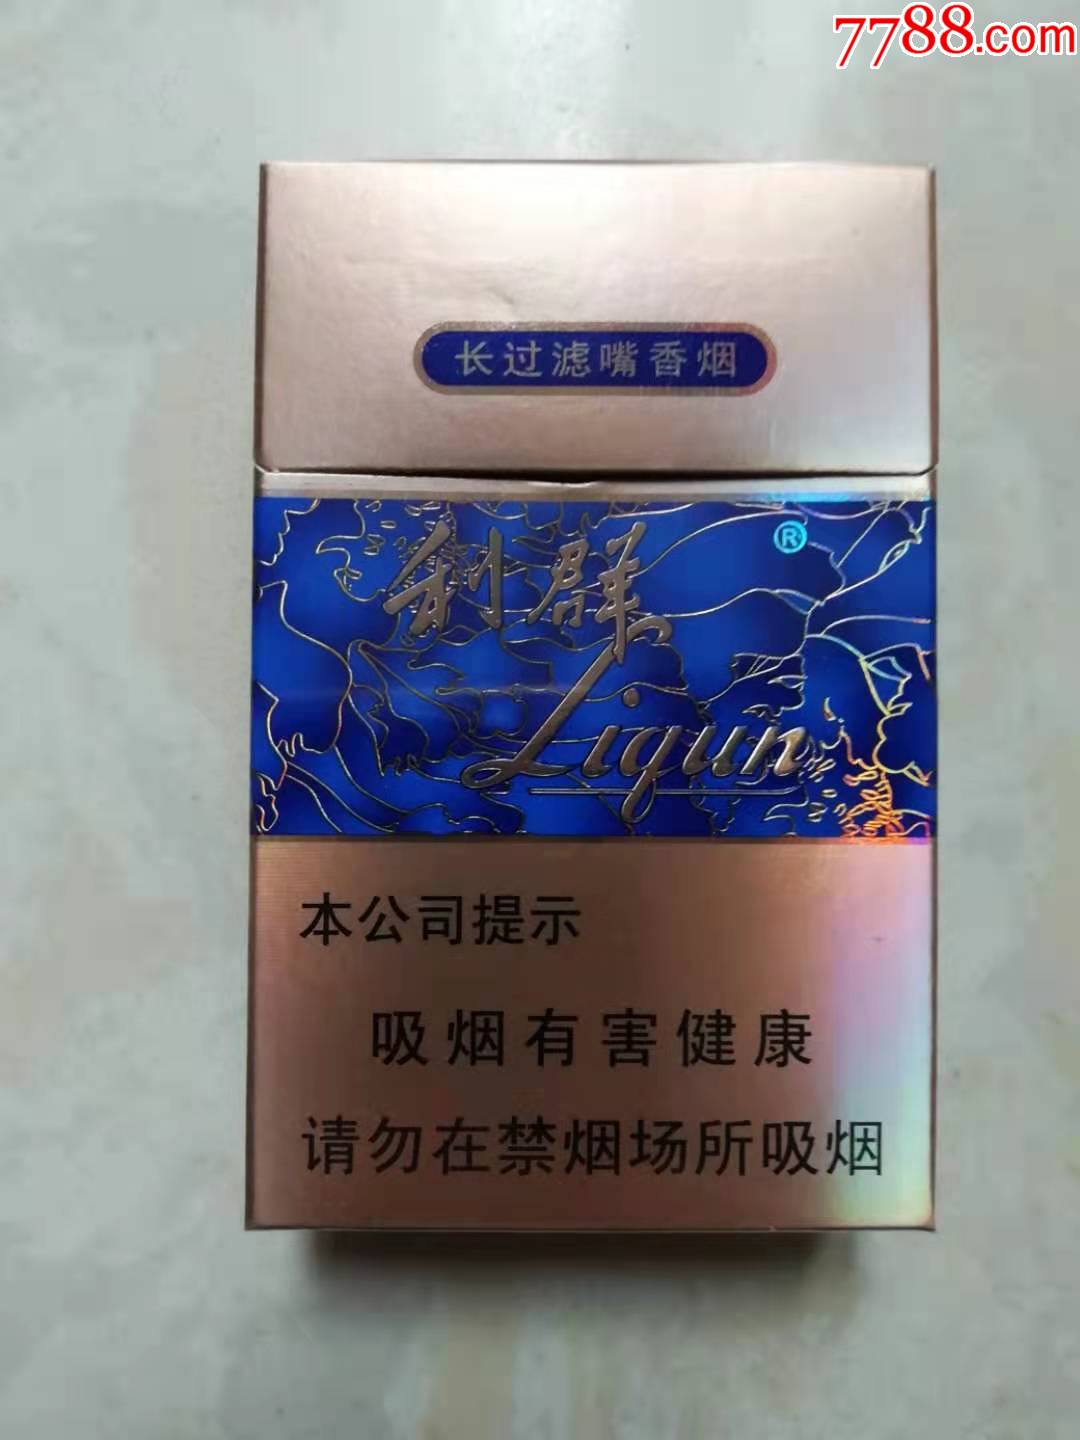 7788.com
长过滤嘴香烟
利群
®
Liqun
本公司提示
吸烟有害健康
请勿在禁烟场所吸烟